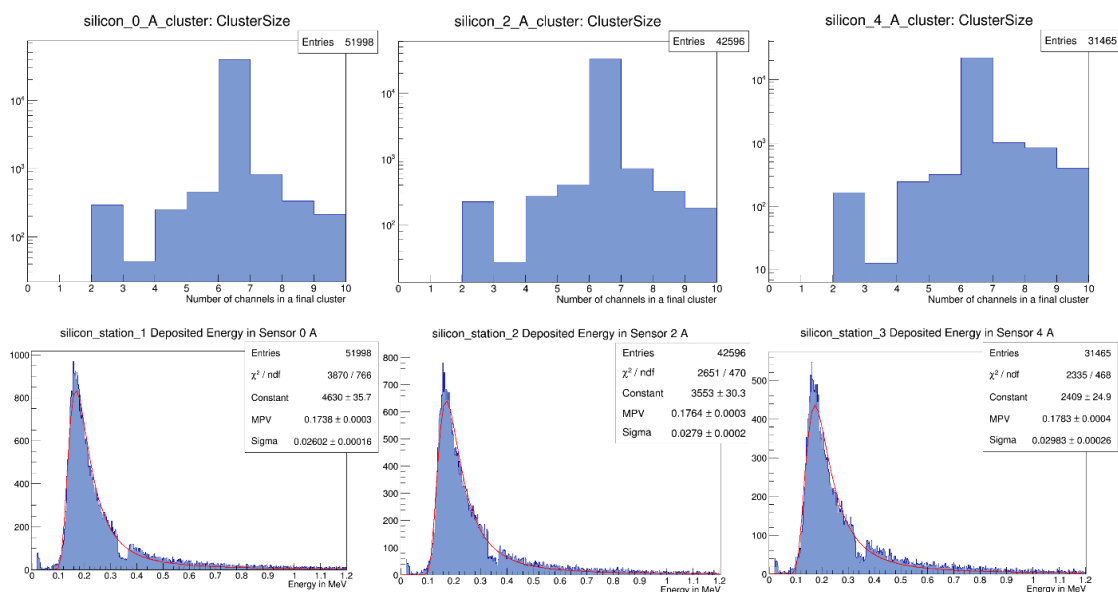 silicon_0_A_cluster: ClusterSize
Entries 51998
10⁴
10³
10²
0 1 2 3 4 5 6 7 8 9 10
Number of channels in a final cluster
silicon_2_A_cluster: ClusterSize
Entries 42596
10⁴
10³
10²
0 1 2 3 4 5 6 7 8 9 10
Number of channels in a final cluster
silicon_4_A_cluster: ClusterSize
Entries 31465
10⁴
10³
10²
10
0 1 2 3 4 5 6 7 8 9 10
Number of channels in a final cluster
silicon_station_1 Deposited Energy in Sensor 0 A
Entries 51998
χ² / ndf 3870 / 766
Constant 4630 ± 35.7
MPV 0.1738 ± 0.0003
Sigma 0.02602 ± 0.00016
1000
800
600
400
200
0
0 0.1 0.2 0.3 0.4 0.5 0.6 0.7 0.8 0.9 1.0 1.1 1.2
Energy in MeV
silicon_station_2 Deposited Energy in Sensor 2 A
Entries 42596
χ² / ndf 2651 / 470
Constant 3553 ± 30.3
MPV 0.1764 ± 0.0003
Sigma 0.0279 ± 0.0002
800
700
600
500
400
300
200
100
0
0 0.1 0.2 0.3 0.4 0.5 0.6 0.7 0.8 0.9 1.0 1.1 1.2
Energy in MeV
silicon_station_3 Deposited Energy in Sensor 4 A
Entries 31465
χ² / ndf 2335 / 468
Constant 2409 ± 24.9
MPV 0.1783 ± 0.0004
Sigma 0.02983 ± 0.00026
500
400
300
200
100
0
0.1 0.2 0.3 0.4 0.5 0.6 0.7 0.8 0.9 1.0 1.1 1.2
Energy in MeV